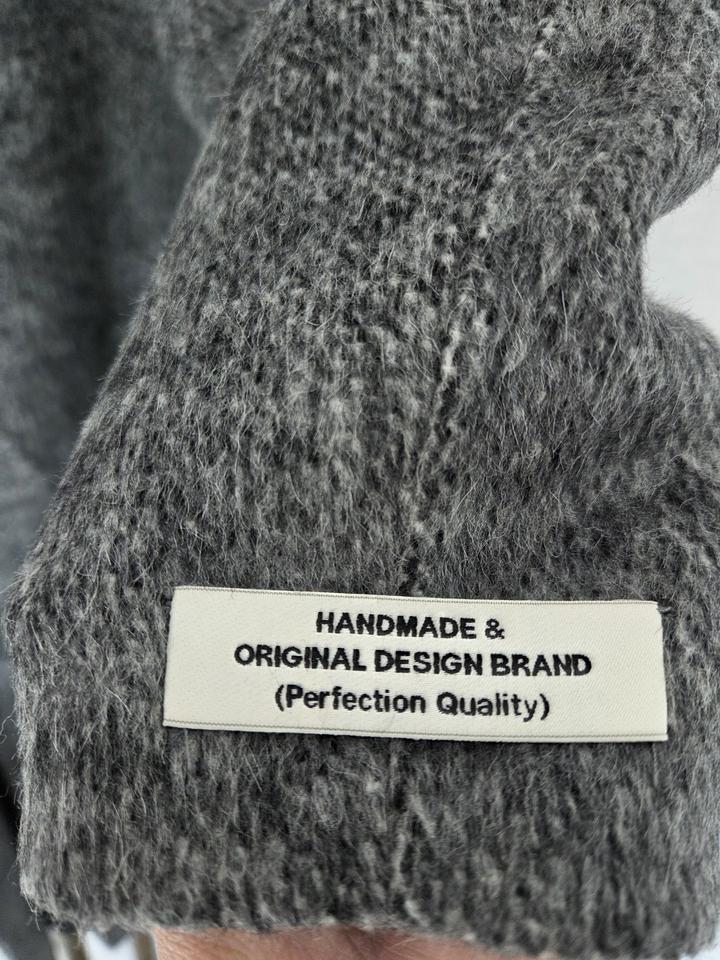 HANDMADE &
ORIGINAL DESIGN BRAND
(Perfection Quality)